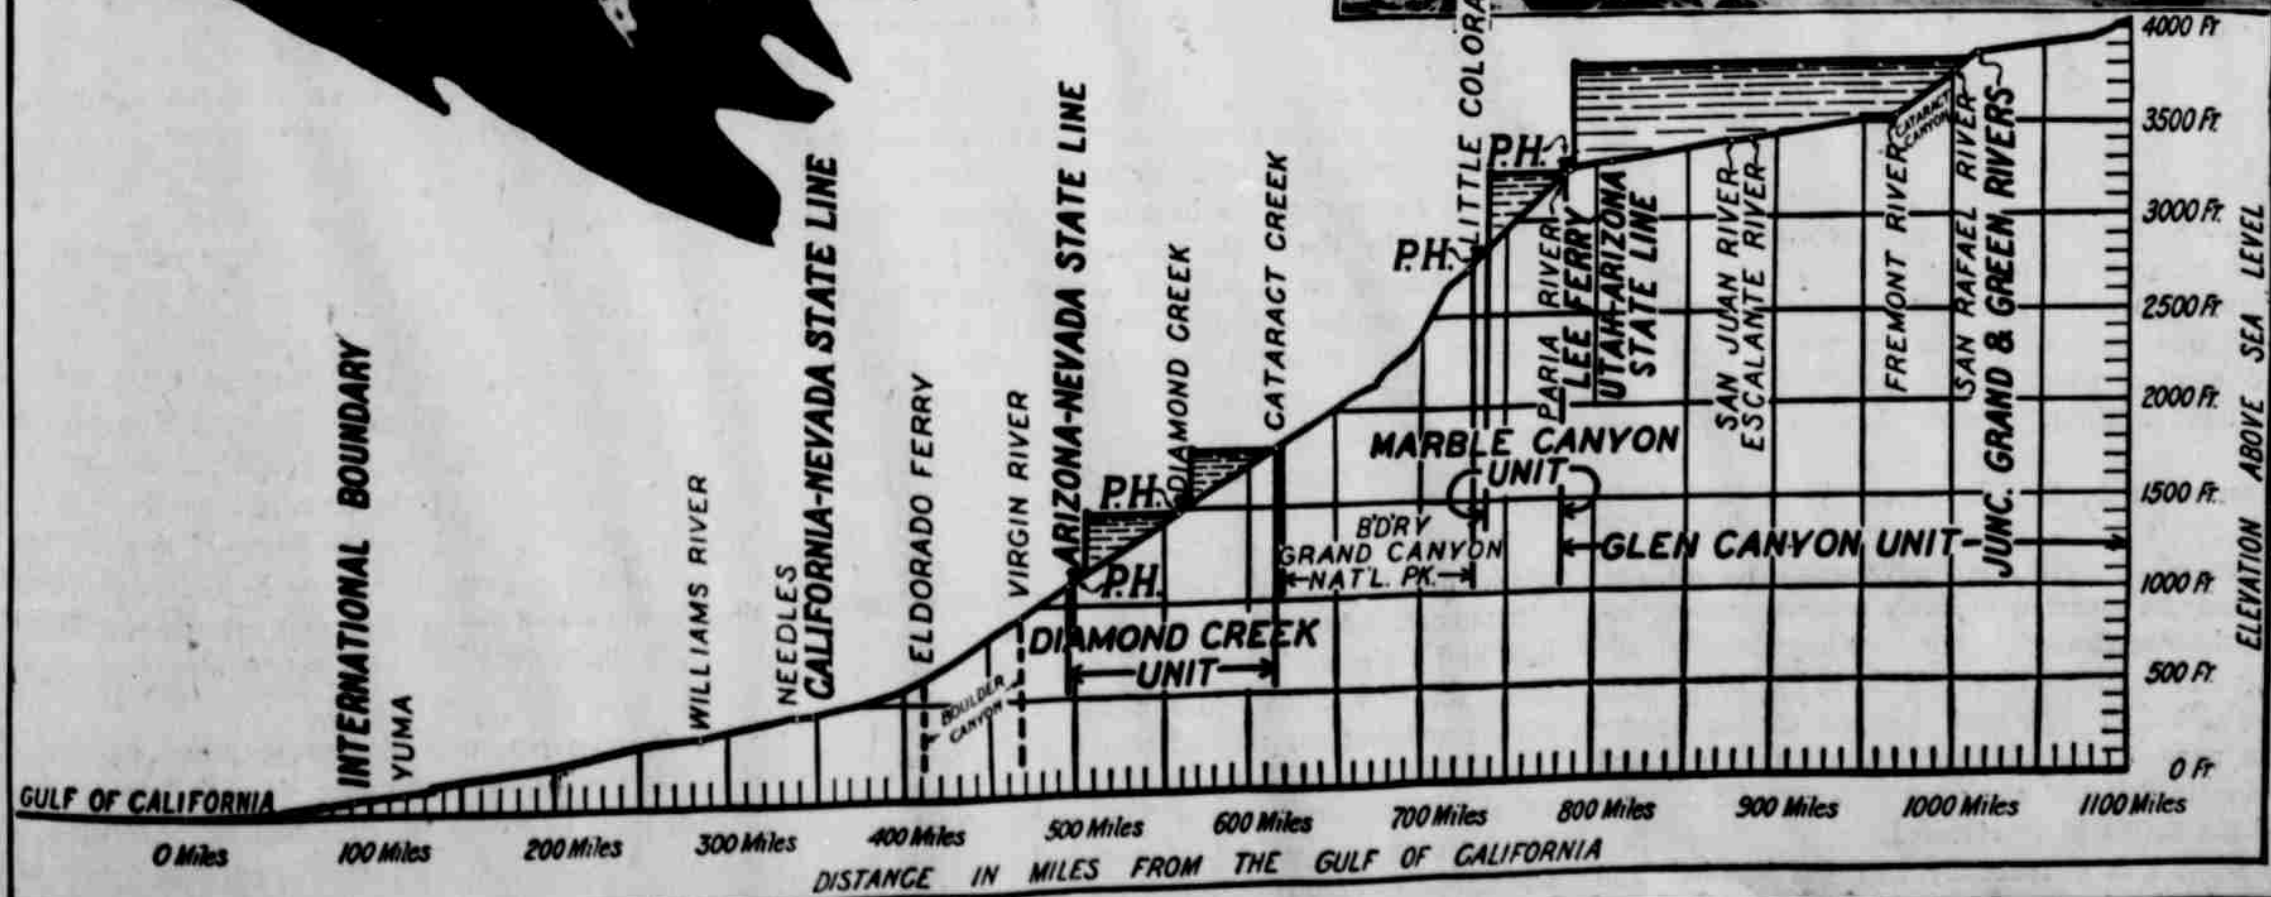 GULF OF CALIFORNIA
INTERNATIONAL BOUNDARY
YUMA
WILLIAMS RIVER
NEEDLES
CALIFORNIA-NEVADA STATE LINE
ELDORADO FERRY
BOULDER
CANYON
VIRGIN RIVER
ARIZONA-NEVADA STATE LINE
P.H.
P.H.
DIAMOND CREEK
CATARACT CREEK
DIAMOND CREEK
UNIT
P.H.
LITTLE COLORA
P.H.
MARBLE CANYON
UNIT
B'D'RY
GRAND CANYON
NAT'L. PK.
PARIA RIVER
LEE FERRY
UTAH-ARIZONA
STATE LINE
GLEN CANYON UNIT
SAN JUAN RIVER
ESCALANTE RIVER
FREMONT RIVER
CATARACT
CANYON
SAN RAFAEL RIVER
JUNC. GRAND & GREEN RIVERS
4000 Ft
3500 Ft.
3000 Ft.
2500 Ft.
2000 Ft.
1500 Ft.
1000 Ft
500 Ft.
0 Ft
ELEVATION ABOVE SEA LEVEL
0 Miles
100 Miles
200 Miles
300 Miles
400 Miles
500 Miles
600 Miles
700 Miles
800 Miles
900 Miles
1000 Miles
1100 Miles
DISTANCE IN MILES FROM THE GULF OF CALIFORNIA